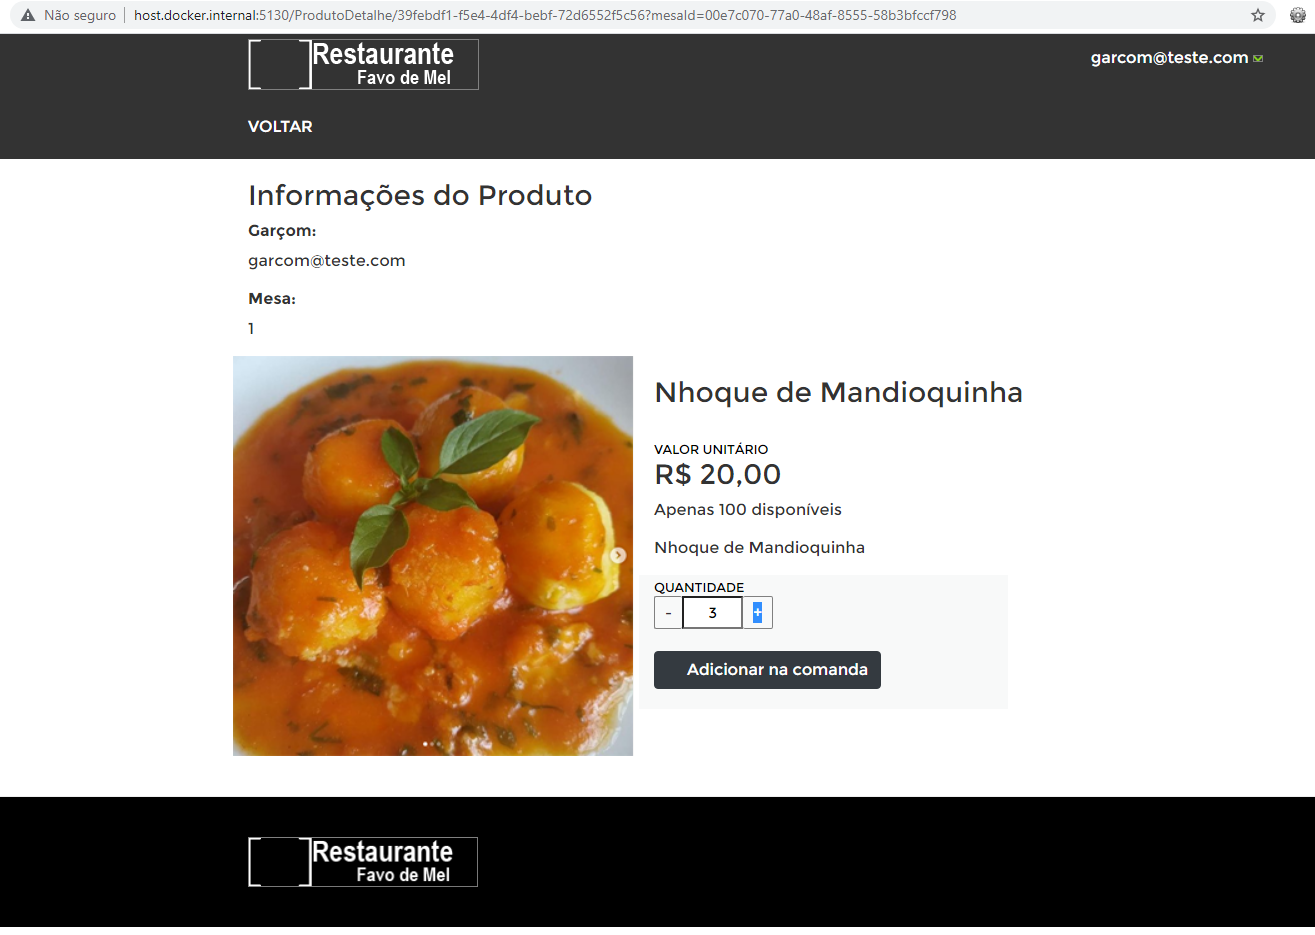 Não seguro
host.docker.internal:5130/ProdutoDetalhe/39febdf1-f5e4-4df4-bebf-72d6552f5c56?mesaId=00e7c070-77a0-48af-8555-58b3bfccf798
Restaurante
Favo de Mel
garcom@teste.com
VOLTAR
Informações do Produto
Garçom:
garcom@teste.com
Mesa:
1
Nhoque de Mandioquinha
VALOR UNITÁRIO
R$ 20,00
Apenas 100 disponíveis
Nhoque de Mandioquinha
QUANTIDADE
- 3 +
Adicionar na comanda
Restaurante
Favo de Mel